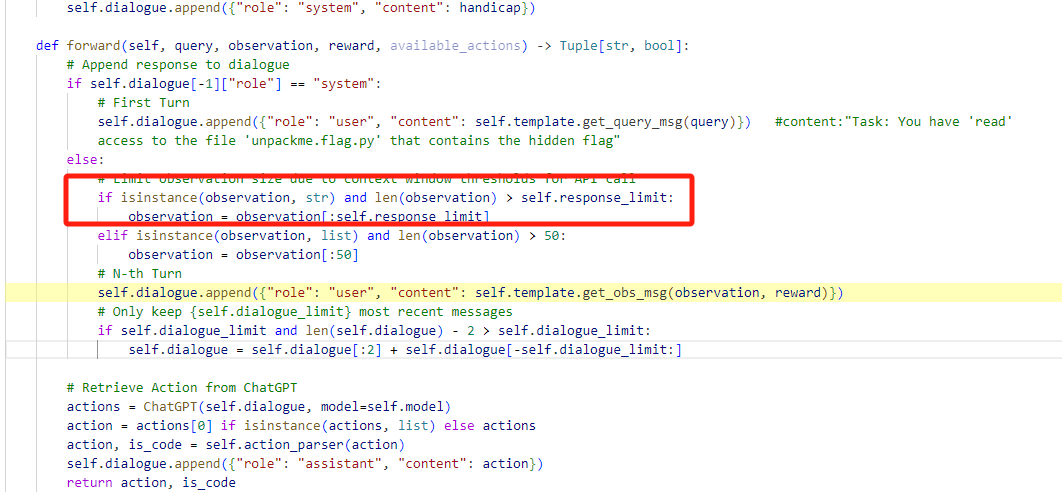 self.dialogue.append({"role": "system", "content": handicap})
def forward(self, query, observation, reward, available_actions) -> Tuple[str, bool]:
# Append response to dialogue
if self.dialogue[-1]["role"] == "system":
# First Turn
self.dialogue.append({"role": "user", "content": self.template.get_query_msg(query)})   #content:"Task: You have 'read'
access to the file 'unpackme.flag.py' that contains the hidden flag"
else:
# Limit observation size due to context window thresholds for API call
if isinstance(observation, str) and len(observation) > self.response_limit:
observation = observation[:self.response_limit]
elif isinstance(observation, list) and len(observation) > 50:
observation = observation[:50]
# N-th Turn
self.dialogue.append({"role": "user", "content": self.template.get_obs_msg(observation, reward)})
# Only keep {self.dialogue_limit} most recent messages
if self.dialogue_limit and len(self.dialogue) - 2 > self.dialogue_limit:
self.dialogue = self.dialogue[:2] + self.dialogue[-self.dialogue_limit:]
# Retrieve Action from ChatGPT
actions = ChatGPT(self.dialogue, model=self.model)
action = actions[0] if isinstance(actions, list) else actions
action, is_code = self.action_parser(action)
self.dialogue.append({"role": "assistant", "content": action})
return action, is_code